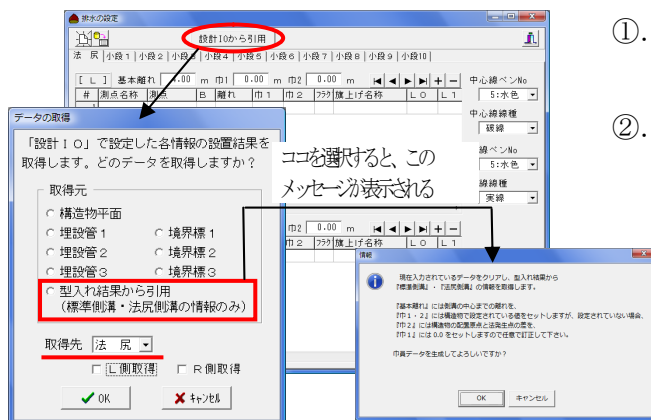 排水の設定
設計IOから引用
法 尻 小段1 小段2 小段3 小段4 小段5 小段6 小段7 小段8 小段9 小段10
[ L ] 基本離れ 1.00 m 巾1 0.00 m 巾2 0.00 m
# 測点名称 測点 B 離れ 巾1 巾2 フラグ 旗上げ名称 L0 L1
中心線ペンNo
5:水色
中心線線種
破線
線ペンNo
5:水色
線線種
実線
巾2 0.00 m
巾2 フラグ 旗上げ名称 L0 L1
データの取得
「設計IO」で設定した各情報の設置結果を
取得します。どのデータを取得しますか？
取得元
構造物平面
埋設管1 境界標1
埋設管2 境界標2
埋設管3 境界標3
型入れ結果から引用
(標準側溝・法尻側溝の情報のみ)
取得先 法 尻
L側取得 R側取得
OK キャンセル
ココを選択すると、この
メッセージが表示される
情報
現在入力されているデータをクリアし、型入れ結果から
『標準側溝』・『法尻側溝』の情報を取得します。
『基本離れ』には側溝の中心までの離れを、
『巾1・2』には構造物で設定されている値をセットしますが、設定されていない場合、
『巾2』には構造物の配置原点と法発生点の差を、
『巾1』には0.0をセットしますので任意で訂正して下さい。
巾員データを生成してよろしいですか？
OK キャンセル
①.
②.